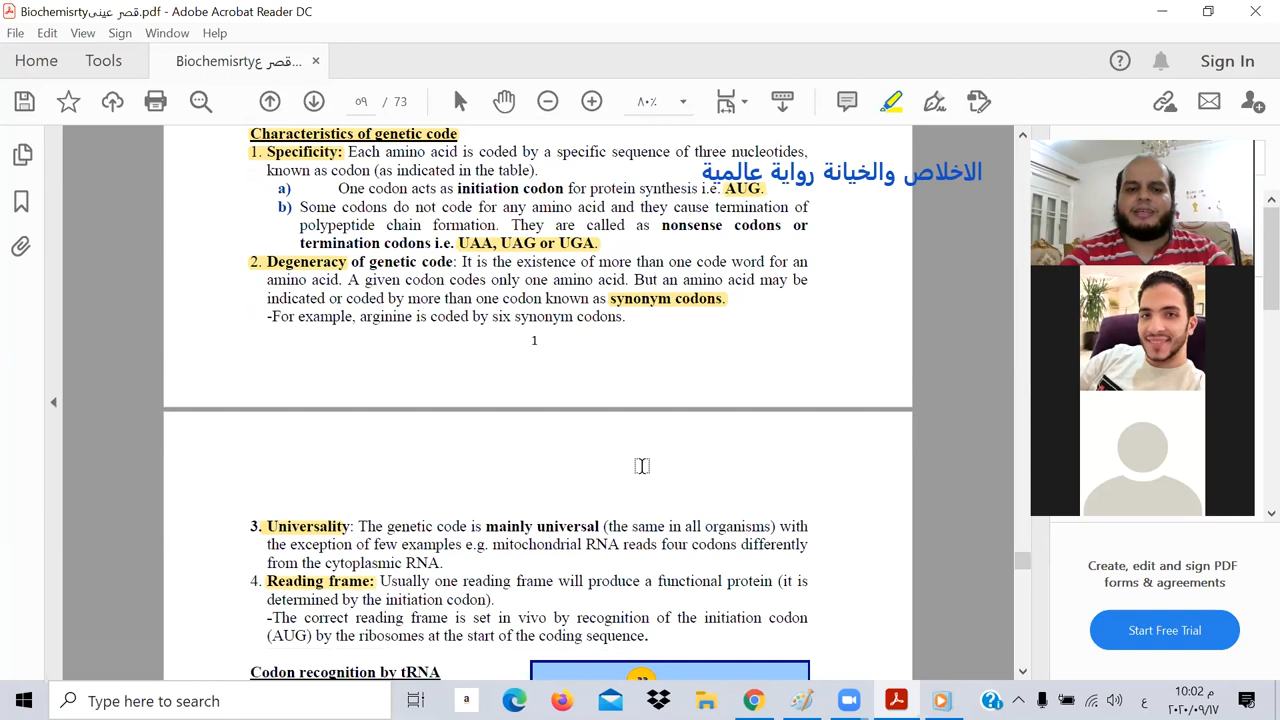 Biochemisrtyقصر عينى.pdf - Adobe Acrobat Reader DC
File Edit View Sign Window Help
Home Tools Biochemisrtyقصر ع... ×
Sign In
٥٩ / 73
٨٠٪
Characteristics of genetic code
1. Specificity: Each amino acid is coded by a specific sequence of three nucleotides,
known as codon (as indicated in the table).
الاخلاص والخيانة رواية عالمية
a) One codon acts as initiation codon for protein synthesis i.e. AUG.
b) Some codons do not code for any amino acid and they cause termination of
polypeptide chain formation. They are called as nonsense codons or
termination codons i.e. UAA, UAG or UGA.
2. Degeneracy of genetic code: It is the existence of more than one code word for an
amino acid. A given codon codes only one amino acid. But an amino acid may be
indicated or coded by more than one codon known as synonym codons.
-For example, arginine is coded by six synonym codons.
1
3. Universality: The genetic code is mainly universal (the same in all organisms) with
the exception of few examples e.g. mitochondrial RNA reads four codons differently
from the cytoplasmic RNA.
4. Reading frame: Usually one reading frame will produce a functional protein (it is
determined by the initiation codon).
-The correct reading frame is set in vivo by recognition of the initiation codon
(AUG) by the ribosomes at the start of the coding sequence.
Codon recognition by tRNA
Create, edit and sign PDF
forms & agreements
Start Free Trial
Type here to search
a
ع
10:02 م
٢٠٢٠/٠٩/١٧